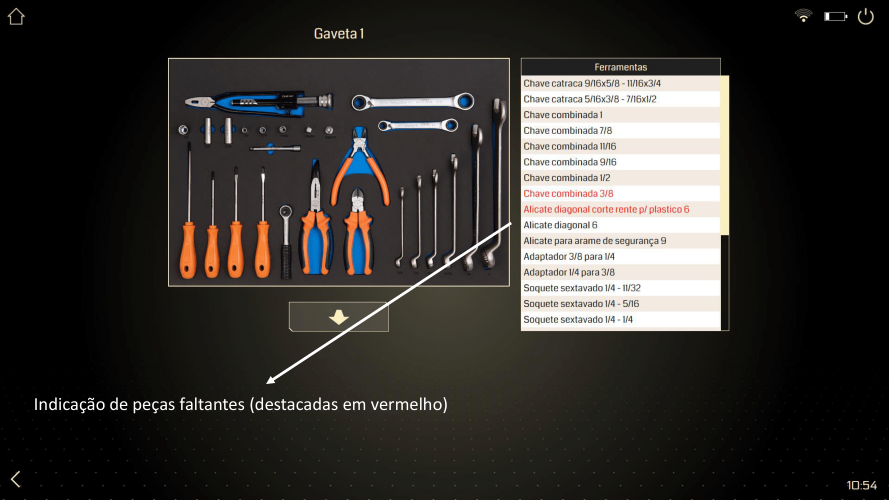 Gaveta 1
Ferramentas
Chave catraca 9/16x5/8 - 11/16x3/4
Chave catraca 5/16x3/8 - 7/16x1/2
Chave combinada 1
Chave combinada 7/8
Chave combinada 11/16
Chave combinada 9/16
Chave combinada 1/2
Chave combinada 3/8
Alicate diagonal corte rente p/ plastico 6
Alicate diagonal 6
Alicate para arame de segurança 9
Adaptador 3/8 para 1/4
Adaptador 1/4 para 3/8
Soquete sextavado 1/4 - 11/32
Soquete sextavado 1/4 - 5/16
Soquete sextavado 1/4 - 1/4
Indicação de peças faltantes (destacadas em vermelho)
10:54